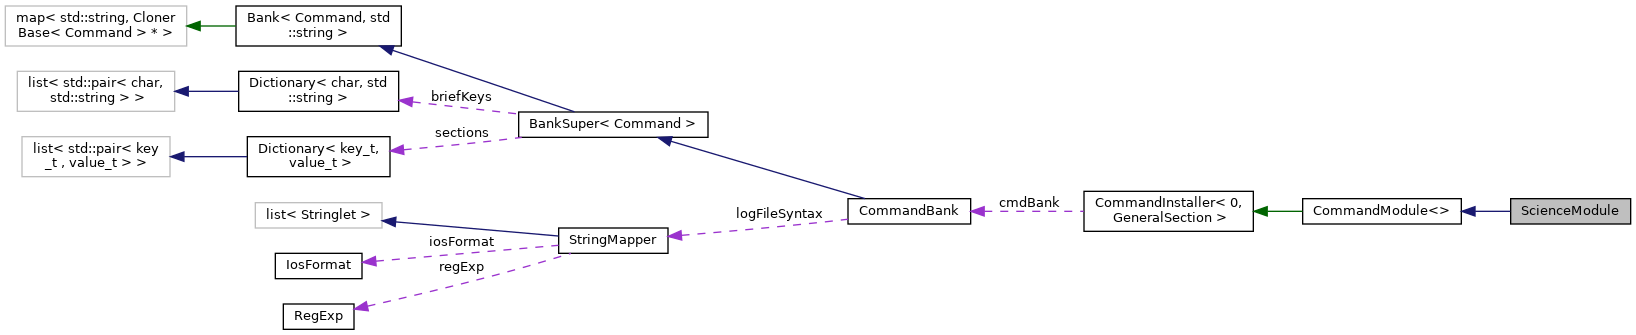 map< std::string, Cloner
Base< Command > * >
Bank< Command, std
::string >
list< std::pair< char,
std::string > >
Dictionary< char, std
::string >
briefKeys
BankSuper< Command >
sections
list< std::pair< key
_t , value_t > >
Dictionary< key_t,
value_t >
list< Stringlet >
logFileSyntax
CommandBank
cmdBank
CommandInstaller< 0,
GeneralSection >
CommandModule<>
ScienceModule
StringMapper
iosFormat
IosFormat
regExp
RegExp